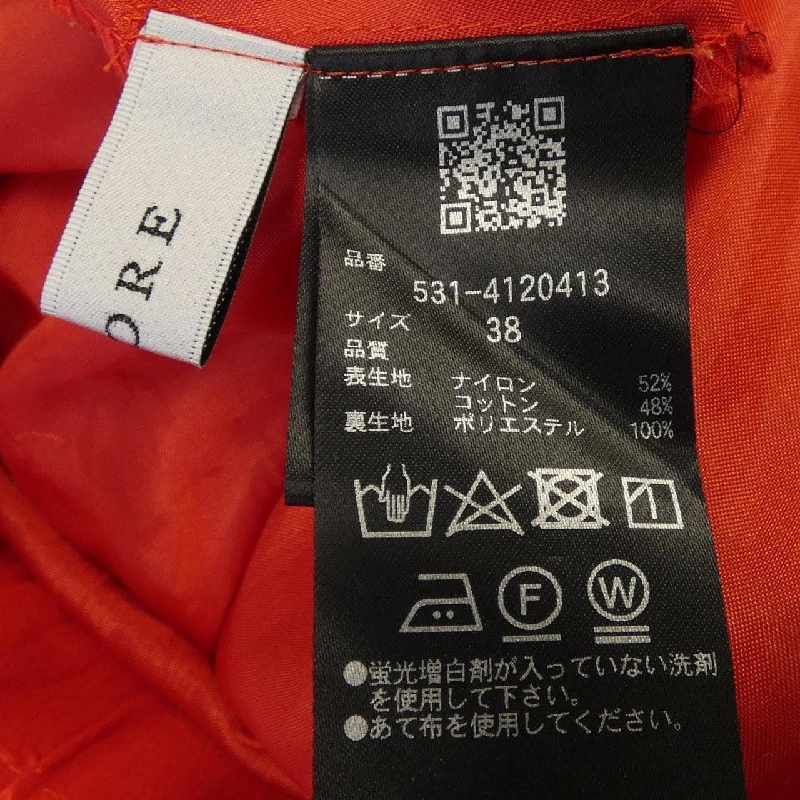 ORE
品番
531-4120413
サイズ 38
品質
表生地 ナイロン 52%
コットン 48%
裏生地 ポリエステル 100%
F W
●蛍光増白剤が入っていない洗剤
を使用して下さい。
●あて布を使用してください。